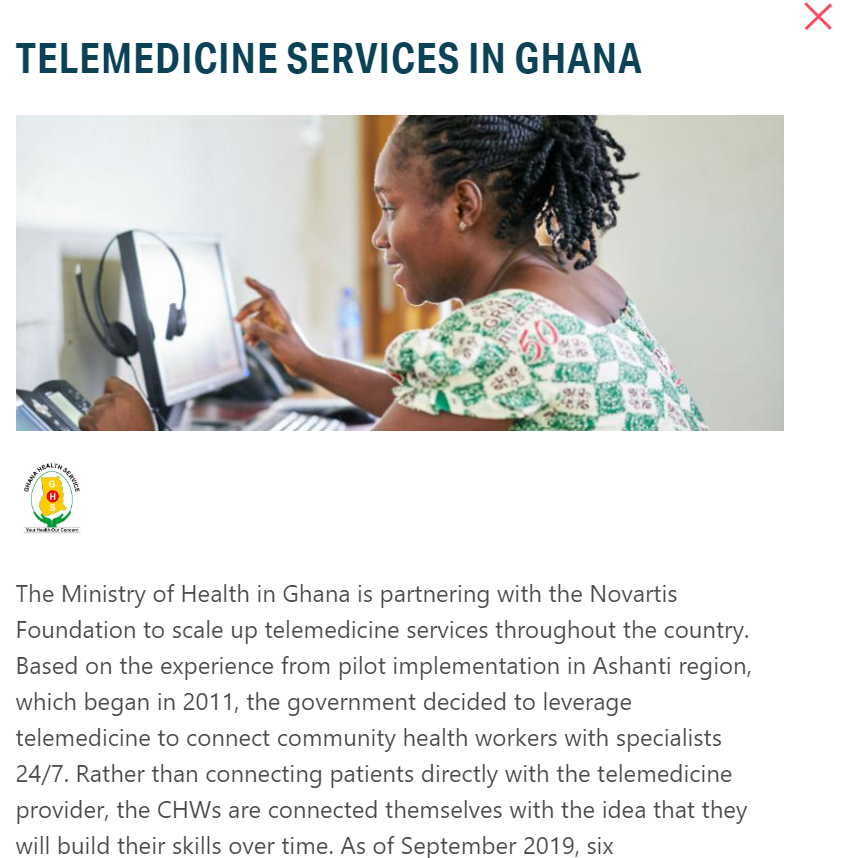 TELEMEDICINE SERVICES IN GHANA
50
GHANA HEALTH SERVICE
G
H
S
Your Health Our Concern
The Ministry of Health in Ghana is partnering with the Novartis
Foundation to scale up telemedicine services throughout the country.
Based on the experience from pilot implementation in Ashanti region,
which began in 2011, the government decided to leverage
telemedicine to connect community health workers with specialists
24/7. Rather than connecting patients directly with the telemedicine
provider, the CHWs are connected themselves with the idea that they
will build their skills over time. As of September 2019, six